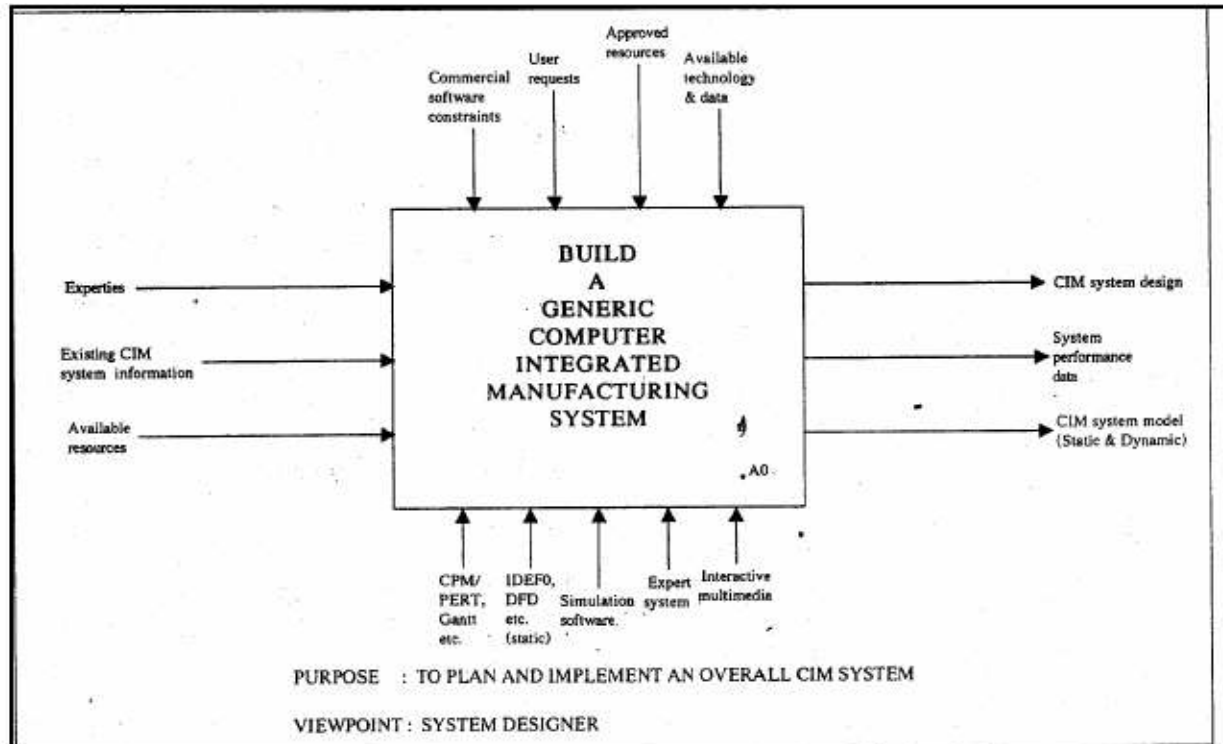 Approved
resources
User
requests
Available
technology
& data
Commercial
software
constraints
BUILD
A
GENERIC
COMPUTER
INTEGRATED
MANUFACTURING
SYSTEM
A0
Experties
Existing CIM
system information
Available
resources
CIM system design
System
performance
data
CIM system model
(Static & Dynamic)
CPM/
PERT,
Gantt
etc.
IDEF0,
DFD
etc.
(static)
Simulation
software.
Expert
system
Interactive
multimedia
PURPOSE : TO PLAN AND IMPLEMENT AN OVERALL CIM SYSTEM
VIEWPOINT : SYSTEM DESIGNER